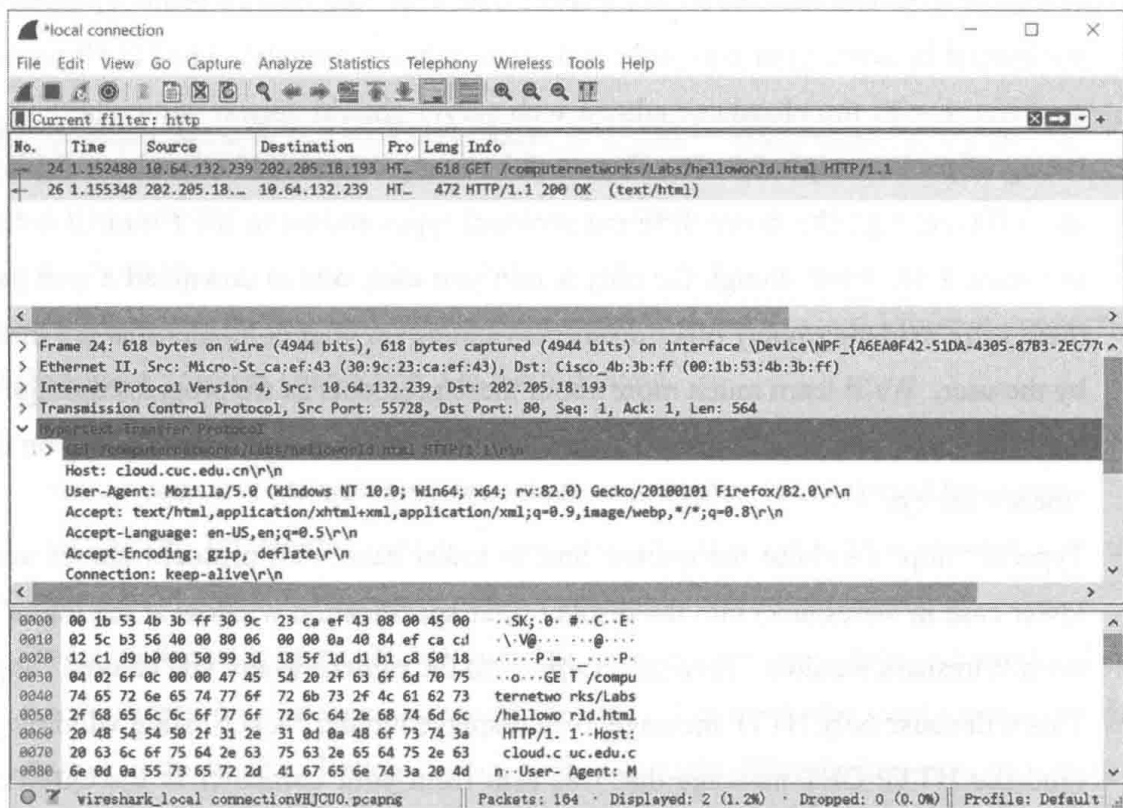 *local connection
File Edit View Go Capture Analyze Statistics Telephony Wireless Tools Help
Current filter: http
No. Time Source Destination Pro Leng Info
24 1.152480 10.64.132.239 202.205.18.193 HT… 618 GET /computernetworks/Labs/helloworld.html HTTP/1.1
26 1.155348 202.205.18.… 10.64.132.239 HT… 472 HTTP/1.1 200 OK (text/html)
> Frame 24: 618 bytes on wire (4944 bits), 618 bytes captured (4944 bits) on interface \Device\NPF_{A6EA0F42-51DA-4305-87B3-2EC77
> Ethernet II, Src: Micro-St_ca:ef:43 (30:9c:23:ca:ef:43), Dst: Cisco_4b:3b:ff (00:1b:53:4b:3b:ff)
> Internet Protocol Version 4, Src: 10.64.132.239, Dst: 202.205.18.193
> Transmission Control Protocol, Src Port: 55728, Dst Port: 80, Seq: 1, Ack: 1, Len: 564
Hypertext Transfer Protocol
> GET /computernetworks/Labs/helloworld.html HTTP/1.1\r\n
Host: cloud.cuc.edu.cn\r\n
User-Agent: Mozilla/5.0 (Windows NT 10.0; Win64; x64; rv:82.0) Gecko/20100101 Firefox/82.0\r\n
Accept: text/html,application/xhtml+xml,application/xml;q=0.9,image/webp,*/*;q=0.8\r\n
Accept-Language: en-US,en;q=0.5\r\n
Accept-Encoding: gzip, deflate\r\n
Connection: keep-alive\r\n
0000 00 1b 53 4b 3b ff 30 9c 23 ca ef 43 08 00 45 00 ··SK;·0· #··C··E·
0010 02 5c b3 56 40 00 80 06 00 00 0a 40 84 ef ca cd ·\·V@··· ···@····
0020 12 c1 d9 b0 00 50 99 3d 18 5f 1d d1 b1 c8 50 18 ·····P·= ·_····P·
0030 04 02 6f 0c 00 00 47 45 54 20 2f 63 6f 6d 70 75 ··o···GE T /compu
0040 74 65 72 6e 65 74 77 6f 72 6b 73 2f 4c 61 62 73 ternetwo rks/Labs
0050 2f 68 65 6c 6c 6f 77 6f 72 6c 64 2e 68 74 6d 6c /hellowo rld.html
0060 20 48 54 54 50 2f 31 2e 31 0d 0a 48 6f 73 74 3a HTTP/1. 1··Host:
0070 20 63 6c 6f 75 64 2e 63 75 63 2e 65 64 75 2e 63 cloud.c uc.edu.c
0080 6e 0d 0a 55 73 65 72 2d 41 67 65 6e 74 3a 20 4d n··User- Agent: M
wireshark_local connectionVHJCU0.pcapng Packets: 164 · Displayed: 2 (1.2%) · Dropped: 0 (0.0%) Profile: Default